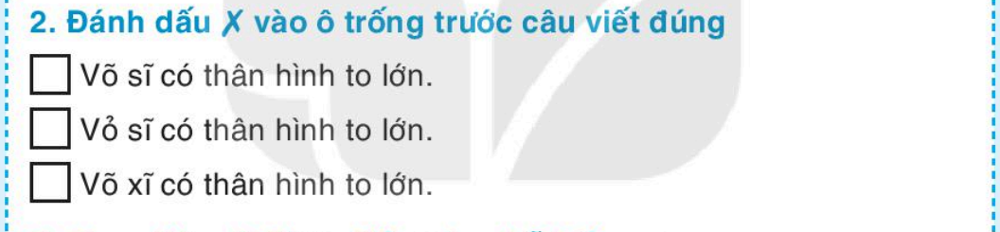 2. Đánh dấu ✗ vào ô trống trước câu viết đúng
☐ Võ sĩ có thân hình to lớn.
☐ Vỏ sĩ có thân hình to lớn.
☐ Võ xĩ có thân hình to lớn.